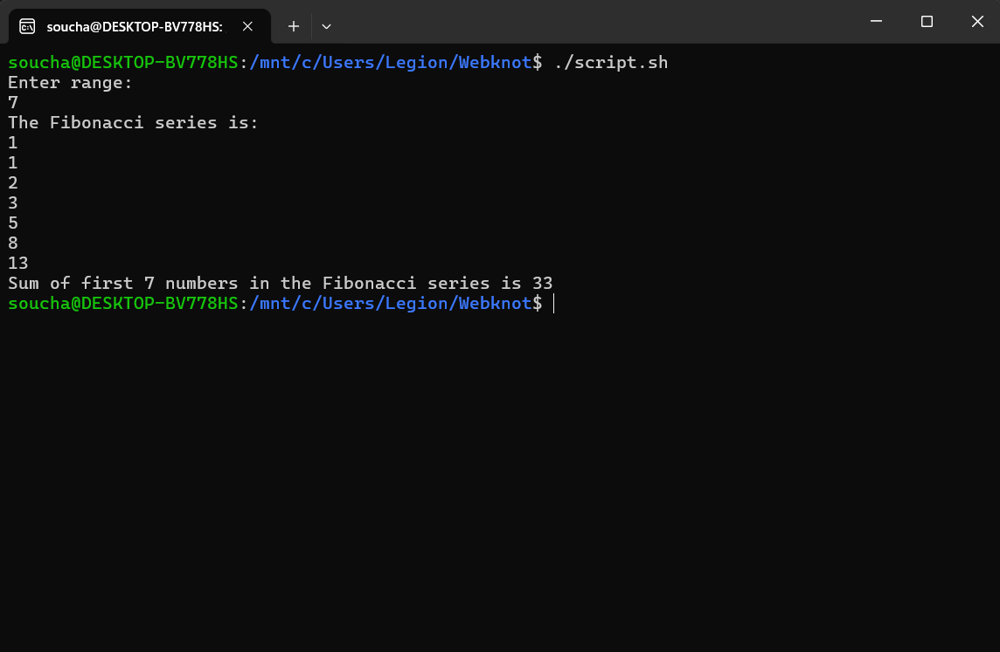 soucha@DESKTOP-BV778HS:
soucha@DESKTOP-BV778HS:/mnt/c/Users/Legion/Webknot$ ./script.sh
Enter range:
7
The Fibonacci series is:
1
1
2
3
5
8
13
Sum of first 7 numbers in the Fibonacci series is 33
soucha@DESKTOP-BV778HS:/mnt/c/Users/Legion/Webknot$